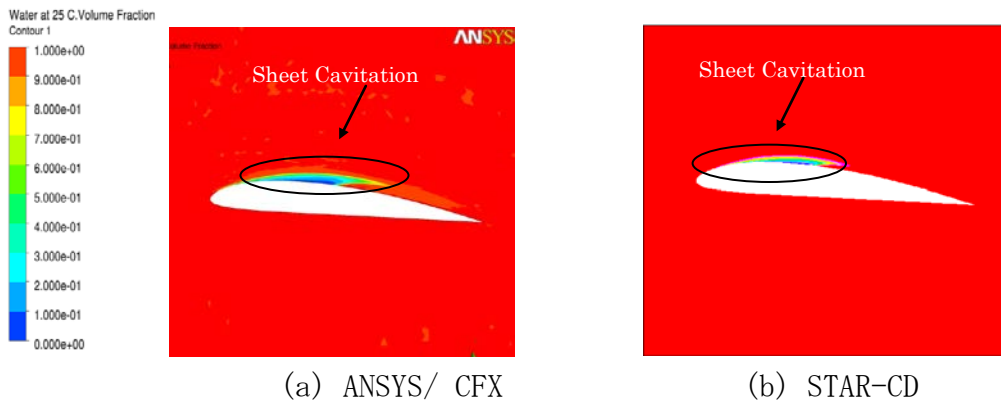 Water at 25 C.Volume Fraction
Contour 1
1.000e+00
9.000e-01
8.000e-01
7.000e-01
6.000e-01
5.000e-01
4.000e-01
3.000e-01
2.000e-01
1.000e-01
0.000e+00
Volume Fraction
ANSYS
Sheet Cavitation
Sheet Cavitation
(a) ANSYS/ CFX
(b) STAR-CD